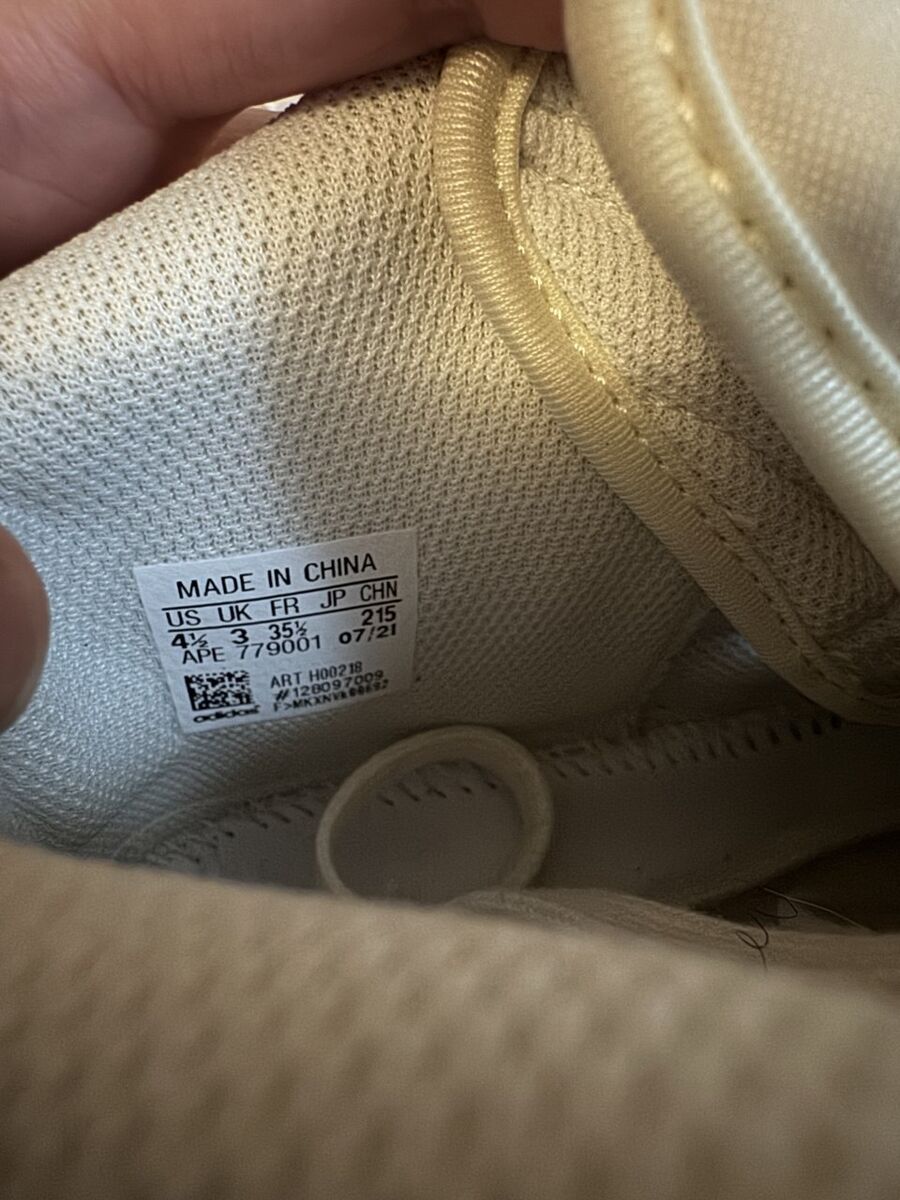 MADE IN CHINA
US UK FR JP CHN
4½ 3 35½ 215
APE 779001 07/21
ART H00218
#128097009
adidas